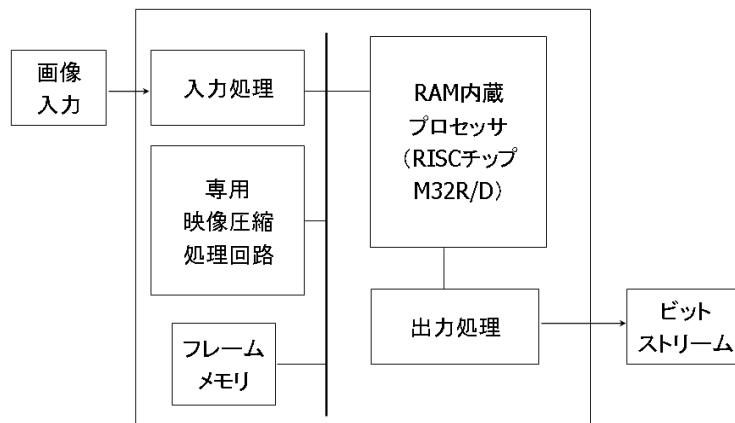 画像
入力
入力処理
専用
映像圧縮
処理回路
フレーム
メモリ
RAM内蔵
プロセッサ
（RISCチップ
M32R/D）
出力処理
ビット
ストリーム